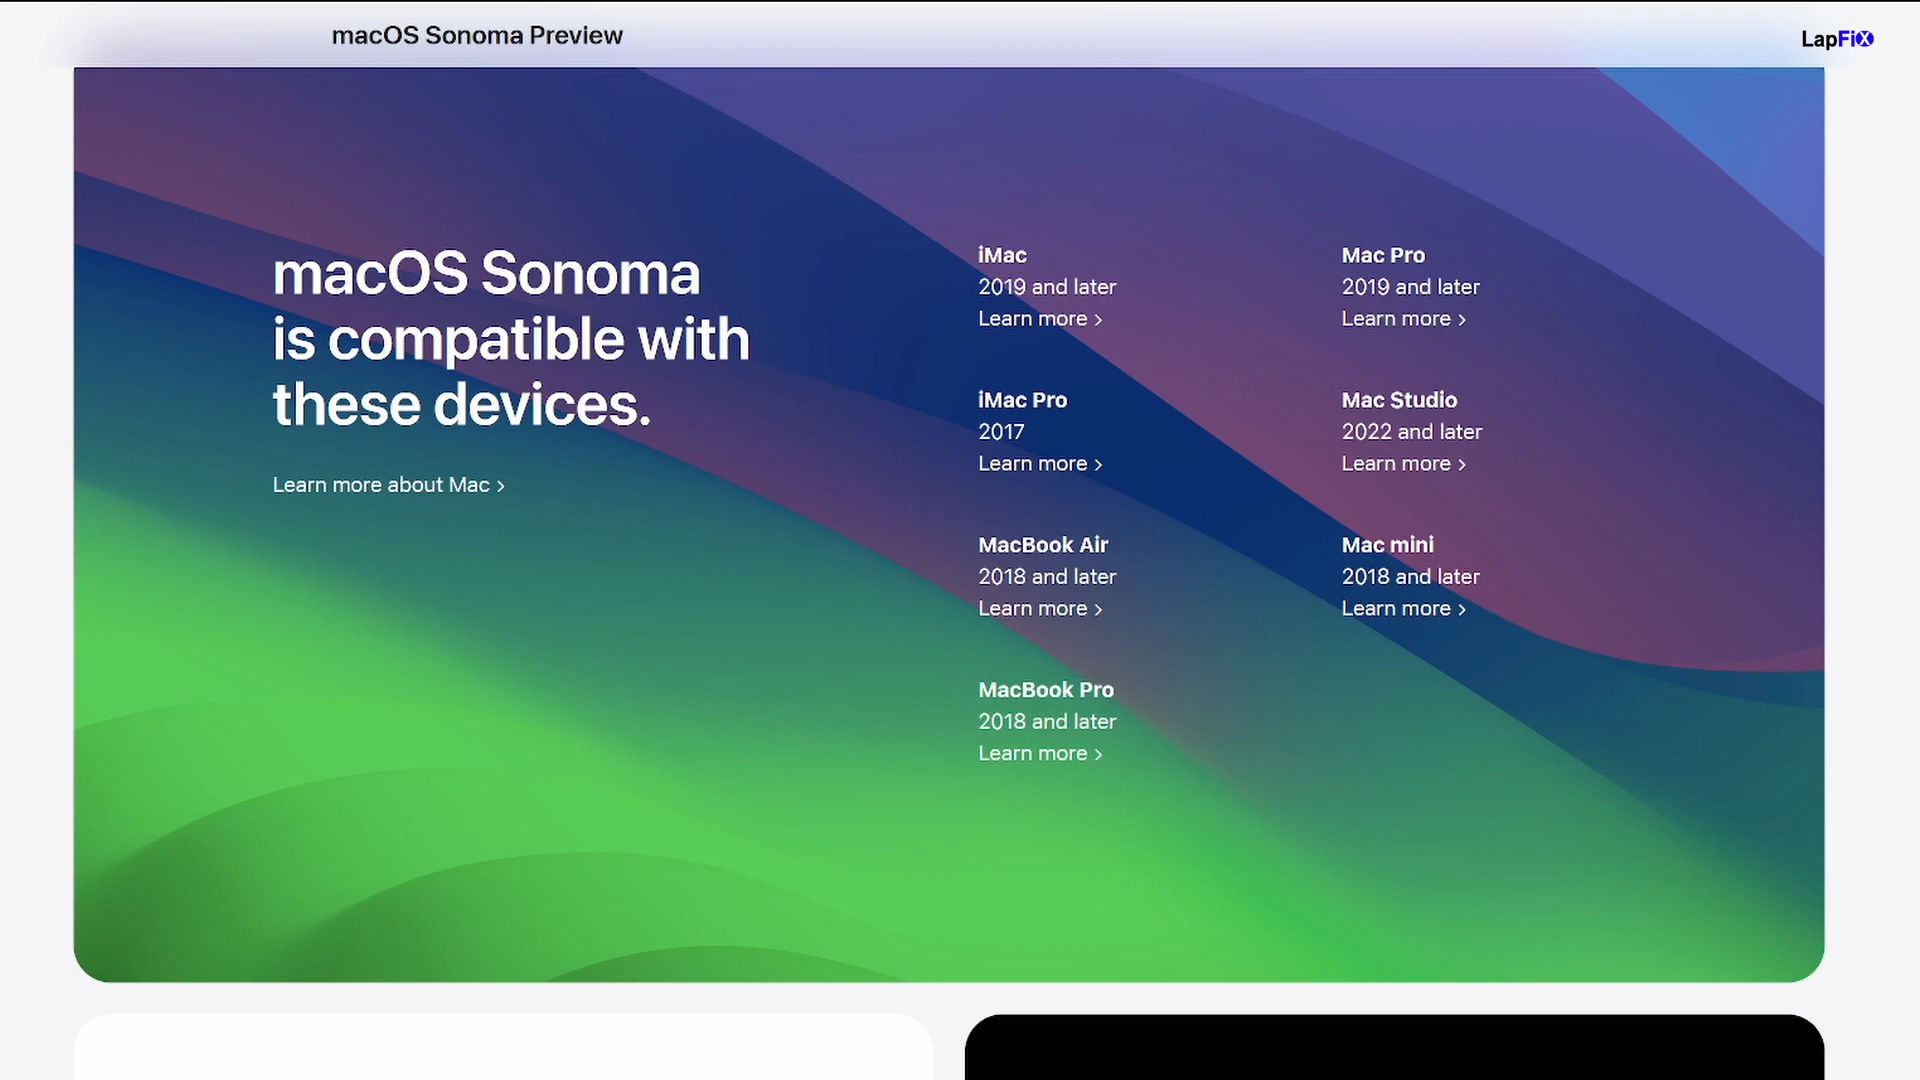 macOS Sonoma Preview
LapFiX
macOS Sonoma
is compatible with
these devices.
Learn more about Mac >
iMac
2019 and later
Learn more >
iMac Pro
2017
Learn more >
MacBook Air
2018 and later
Learn more >
MacBook Pro
2018 and later
Learn more >
Mac Pro
2019 and later
Learn more >
Mac Studio
2022 and later
Learn more >
Mac mini
2018 and later
Learn more >